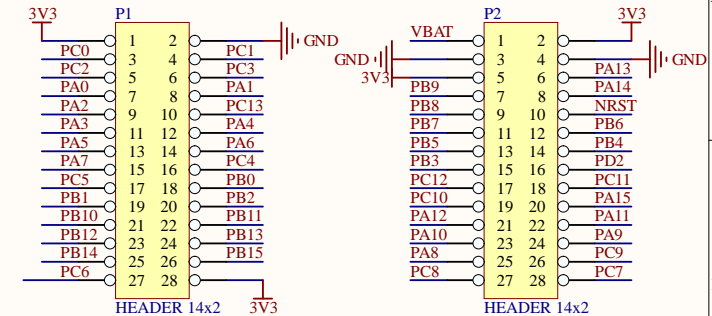 3V3 P1
1 2 GND
PC0 3 4 PC1
PC2 5 6 PC3
PA0 7 8 PA1
PA2 9 10 PC13
PA3 11 12 PA4
PA5 13 14 PA6
PA7 15 16 PC4
PC5 17 18 PB0
PB1 19 20 PB2
PB10 21 22 PB11
PB12 23 24 PB13
PB14 25 26 PB15
PC6 27 28
HEADER 14x2 3V3
P2 3V3
VBAT 1 2
GND 3 4 GND
3V3 5 6 PA13
PB9 7 8 PA14
PB8 9 10 NRST
PB7 11 12 PB6
PB5 13 14 PB4
PB3 15 16 PD2
PC12 17 18 PC11
PC10 19 20 PA15
PA12 21 22 PA11
PA10 23 24 PA9
PA8 25 26 PC9
PC8 27 28 PC7
HEADER 14x2